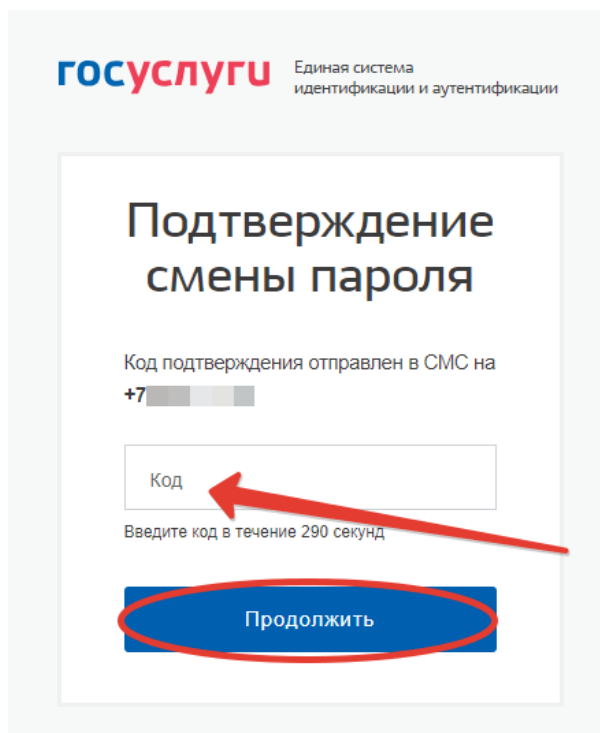 госуслуги
Единая система
идентификации и аутентификации
Подтверждение
смены пароля
Код подтверждения отправлен в СМС на
+7
Код
Введите код в течение 290 секунд
Продолжить